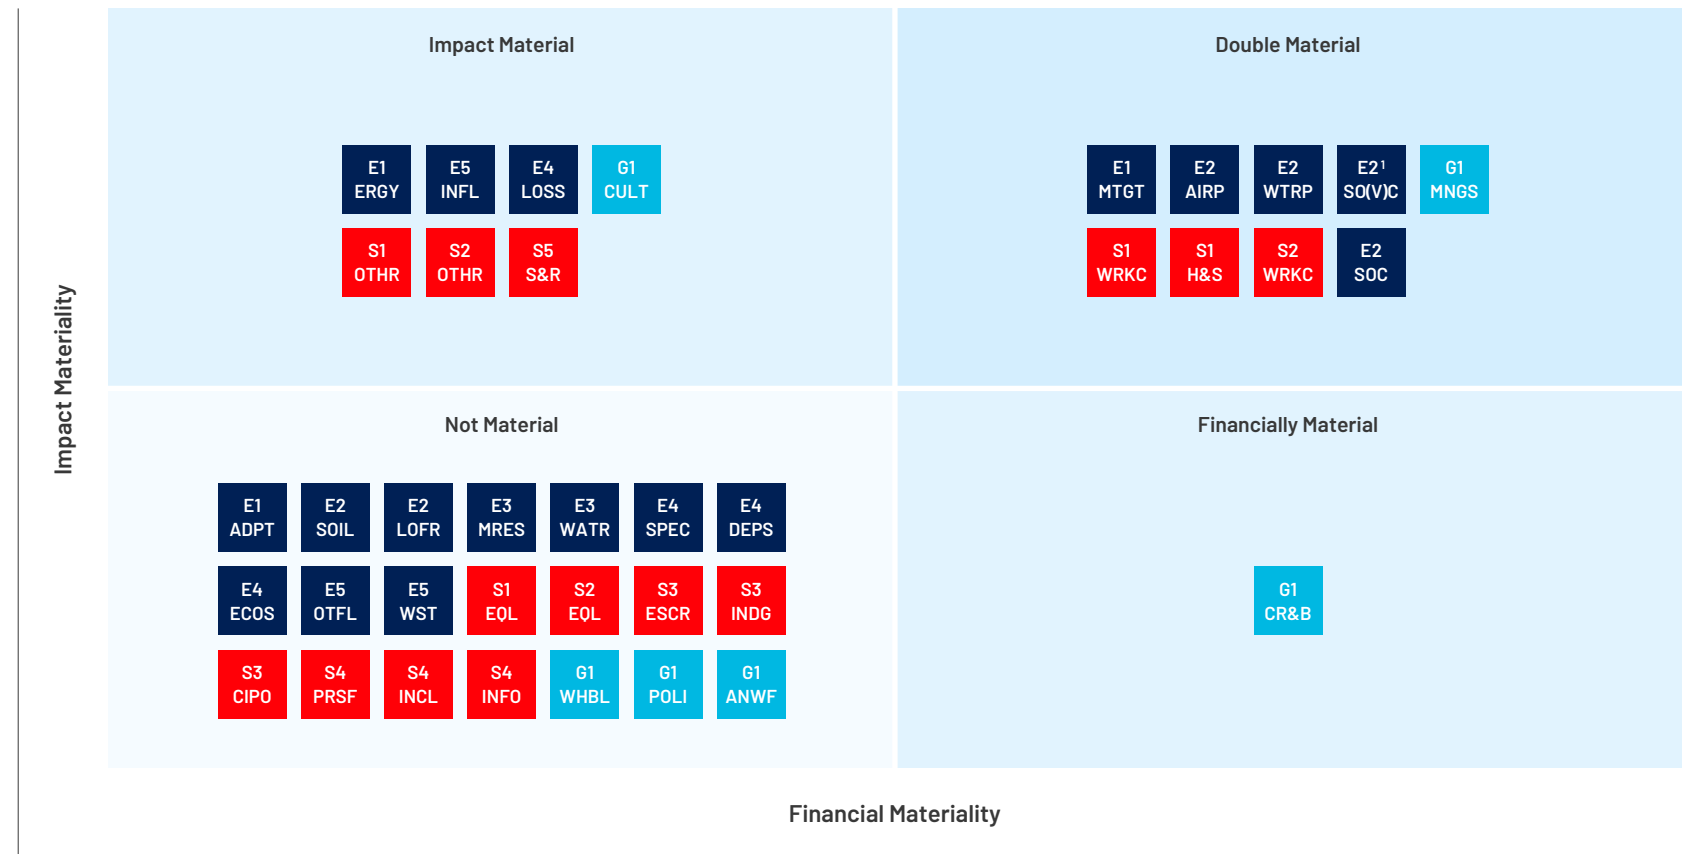 Impact Material
E1
ERGY
E5
INFL
E4
LOSS
G1
CULT
S1
OTHR
S2
OTHR
S5
S&R
Double Material
E1
MTGT
E2
AIRP
E2
WTRP
E2¹
SO(V)C
G1
MNGS
S1
WRKC
S1
H&S
S2
WRKC
E2
SOC
Impact Materiality
Not Material
E1
ADPT
E2
SOIL
E2
LOFR
E3
MRES
E3
WATR
E4
SPEC
E4
DEPS
E4
ECOS
E5
OTFL
E5
WST
S1
EQL
S2
EQL
S3
ESCR
S3
INDG
S3
CIPO
S4
PRSF
S4
INCL
S4
INFO
G1
WHBL
G1
POLI
G1
ANWF
Financially Material
G1
CR&B
Financial Materiality